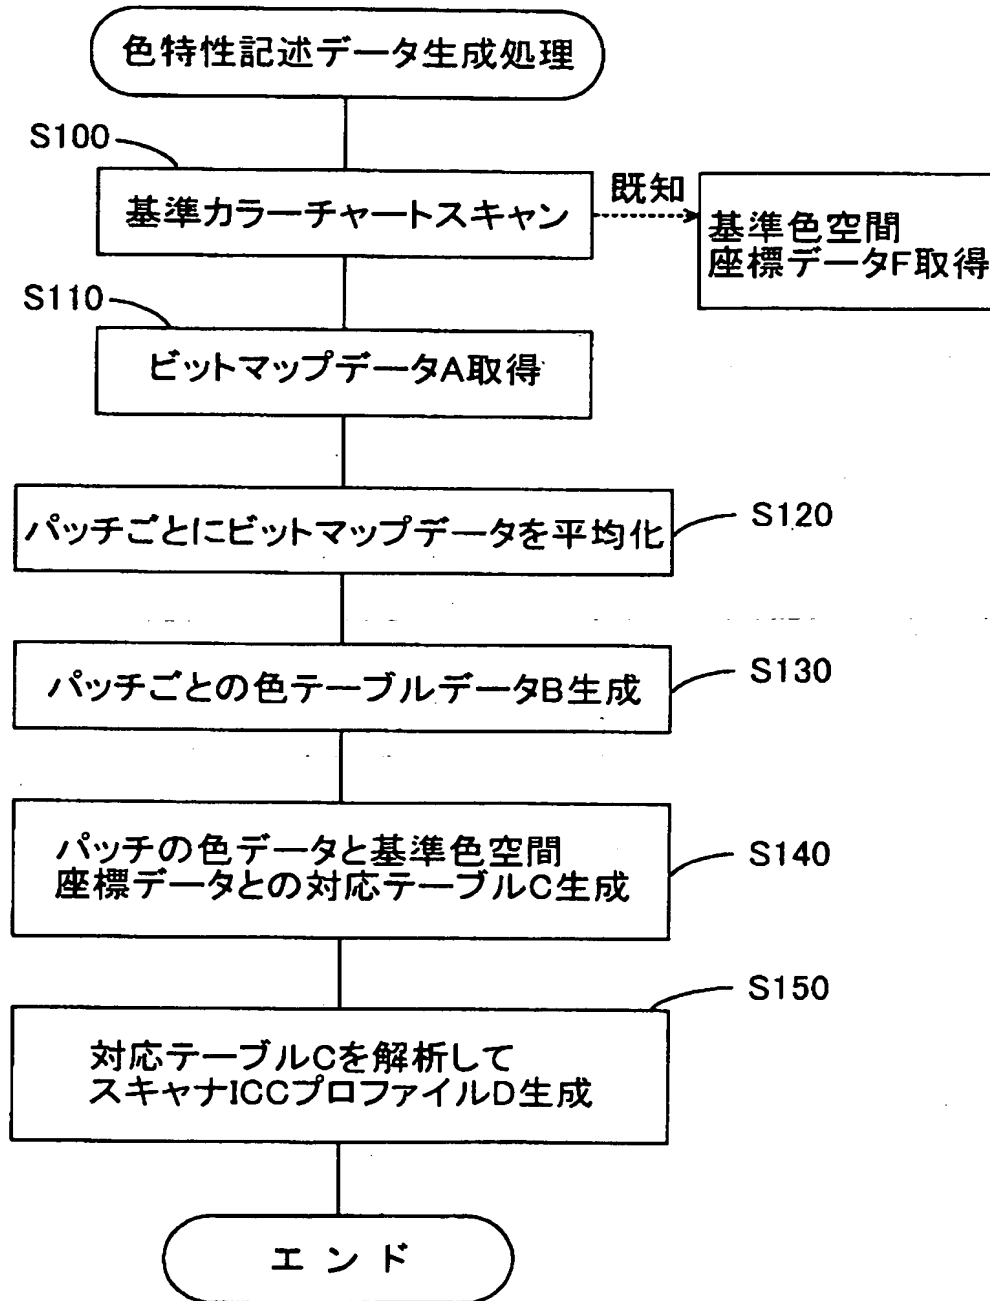 色特性記述データ生成処理
S100
基準カラーチャートスキャン
既知
基準色空間
座標データF取得
S110
ビットマップデータA取得
パッチごとにビットマップデータを平均化
S120
パッチごとの色テーブルデータB生成
S130
パッチの色データと基準色空間
座標データとの対応テーブルC生成
S140
S150
対応テーブルCを解析して
スキャナICCプロファイルD生成
エンド